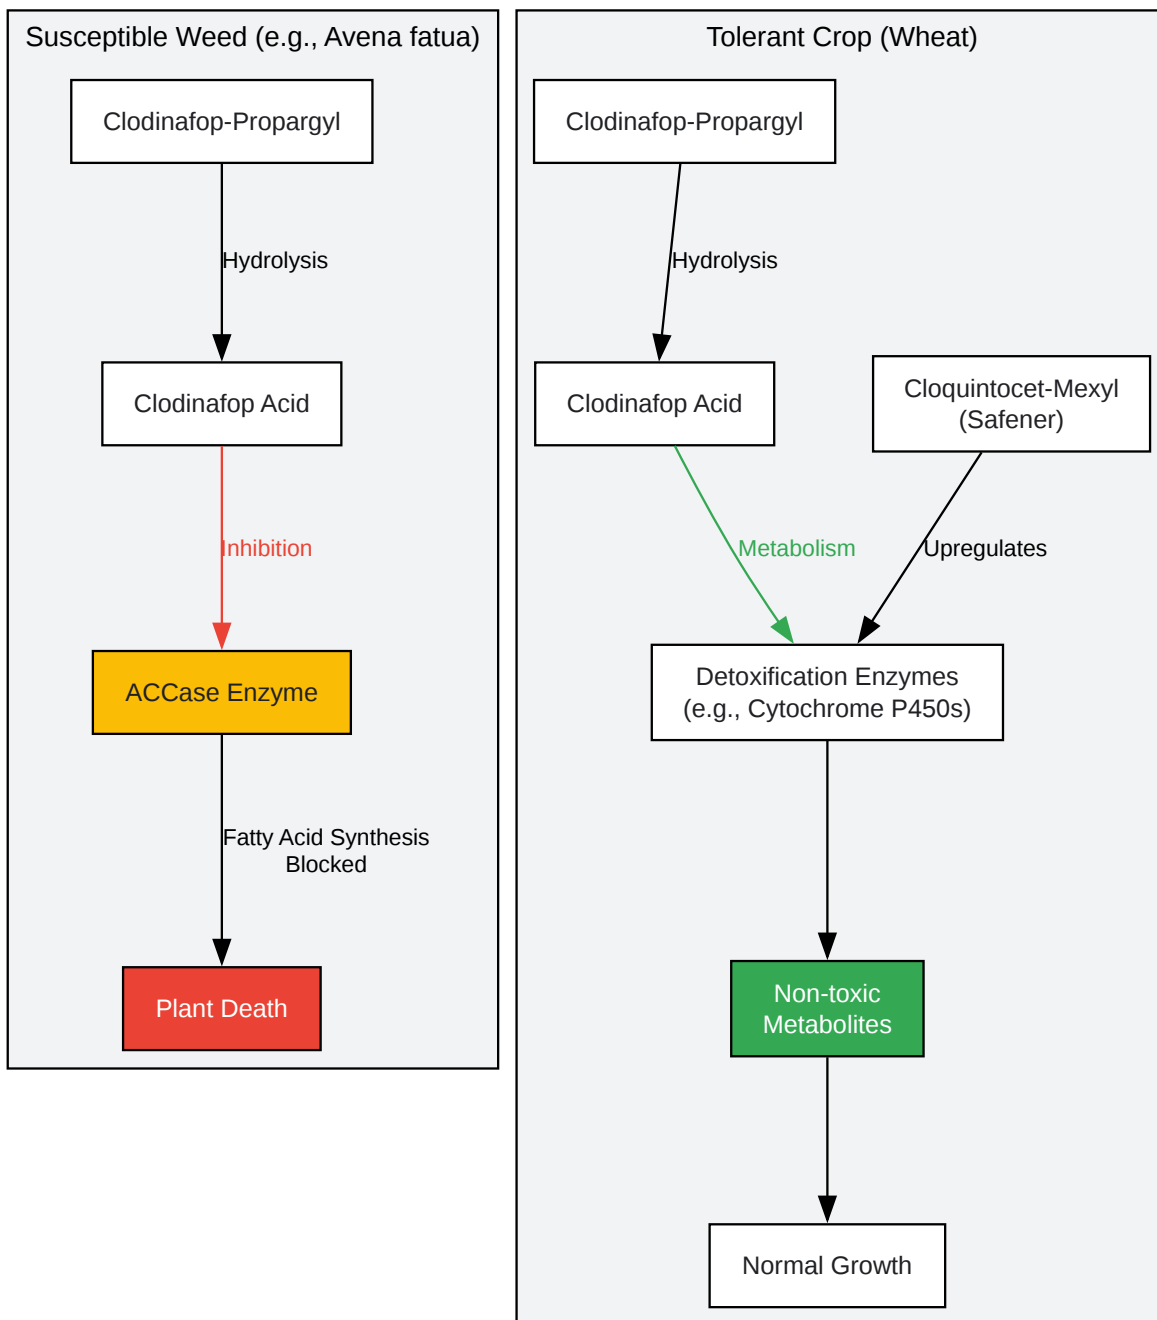 Susceptible Weed (e.g., Avena fatua)
Clodinafop-Propargyl
Hydrolysis
Clodinafop Acid
Inhibition
ACCase Enzyme
Fatty Acid Synthesis
Blocked
Plant Death
Tolerant Crop (Wheat)
Clodinafop-Propargyl
Hydrolysis
Clodinafop Acid
Cloquintocet-Mexyl
(Safener)
Metabolism
Upregulates
Detoxification Enzymes
(e.g., Cytochrome P450s)
Non-toxic
Metabolites
Normal Growth